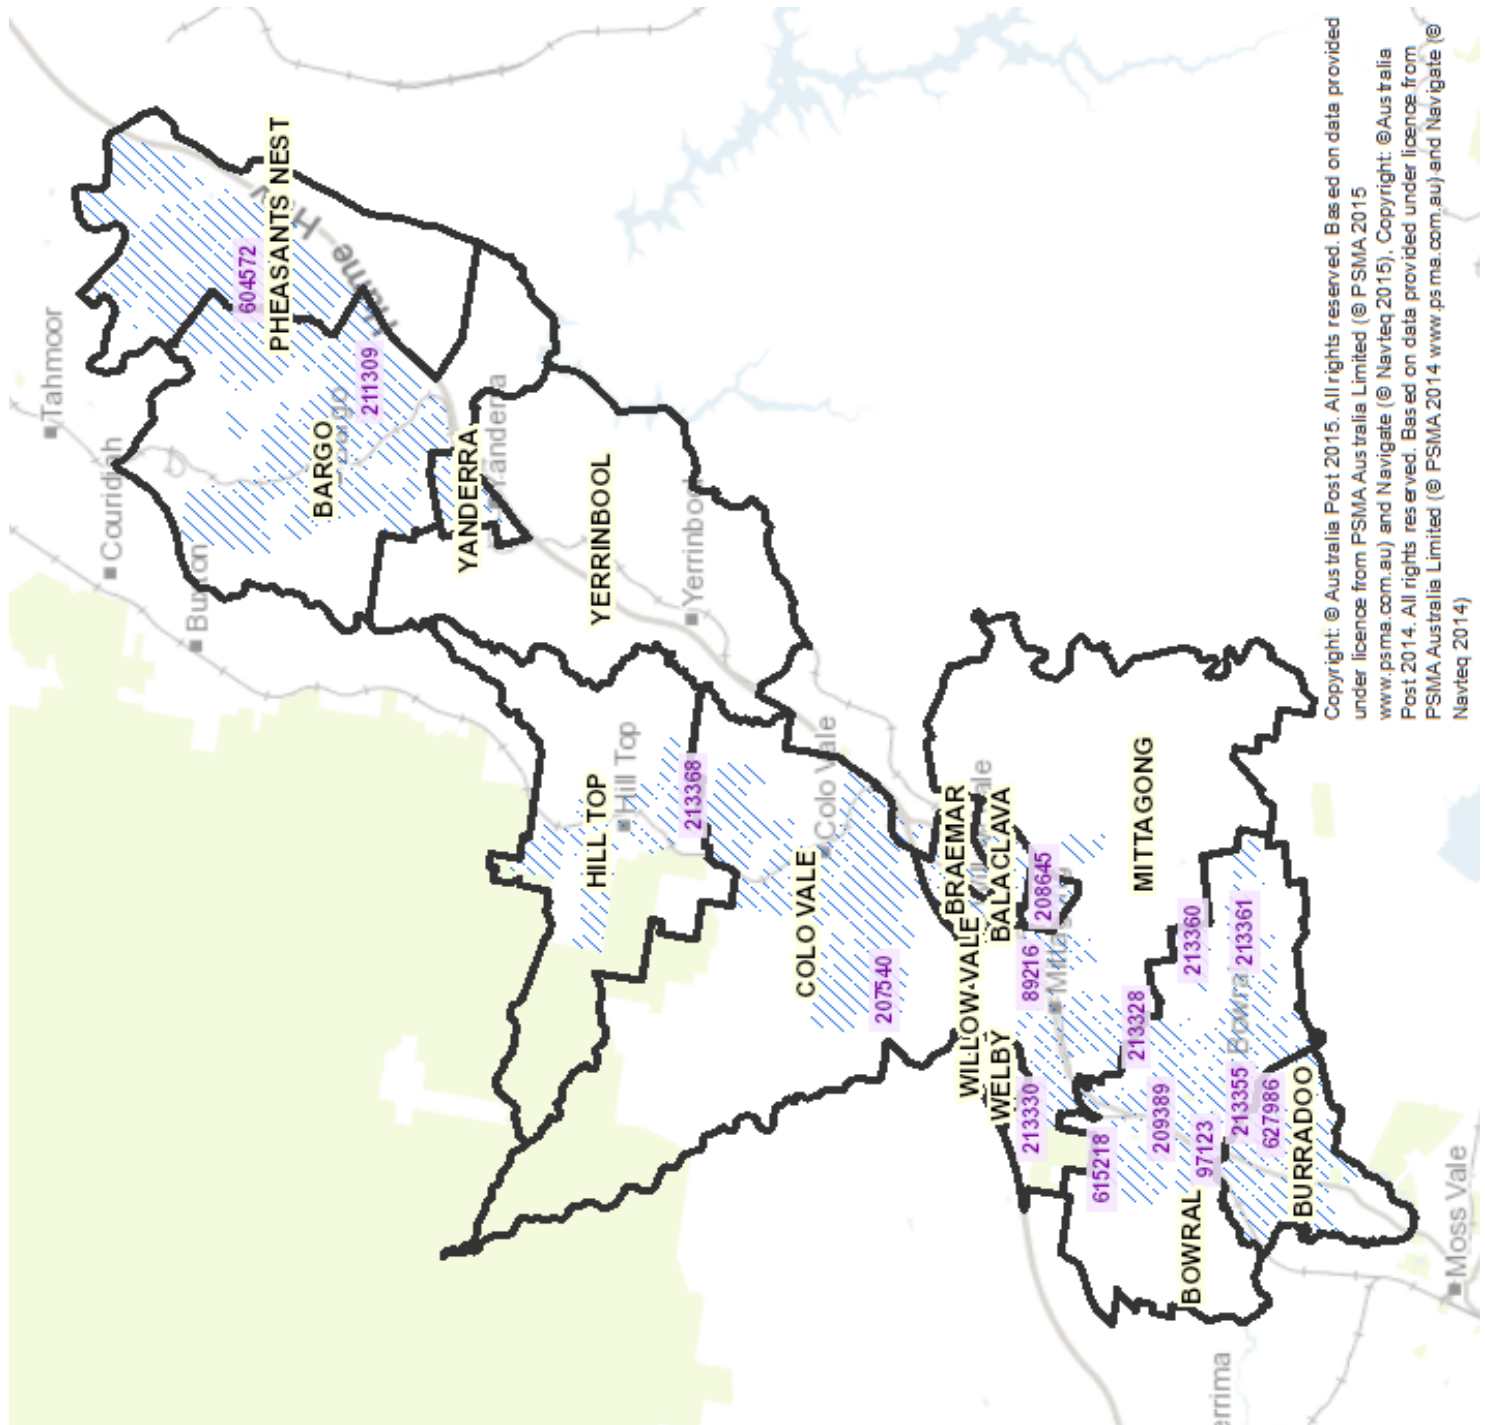 Tahmoor
Couridjah
Buxton
PHEASANTS NEST
604572
Hume
211309
BARGO
YANDERRA
Yanderra
YERRINBOOL
Yerrinbool
HILL TOP
Hill Top
213368
COLO VALE
Colo Vale
207540
BRAEMAR
WILLOW VALE
BALACLAVA
WELBY
208645
89216
MITTAGONG
213330
213328
213360
213361
615218
209389
97123
213355
627986
BOWRAL
BURRADOO
Moss Vale
Copyright: © Australia Post 2015. All rights reserved. Based on data provided
under licence from PSMA Australia Limited (© PSMA 2015
www.psma.com.au) and Navigate (© Navteq 2015), Copyright: © Australia
Post 2014. All rights reserved. Based on data provided under licence from
PSMA Australia Limited (© PSMA 2014 www.psma.com.au) and Navigate (©
Navteq 2014)